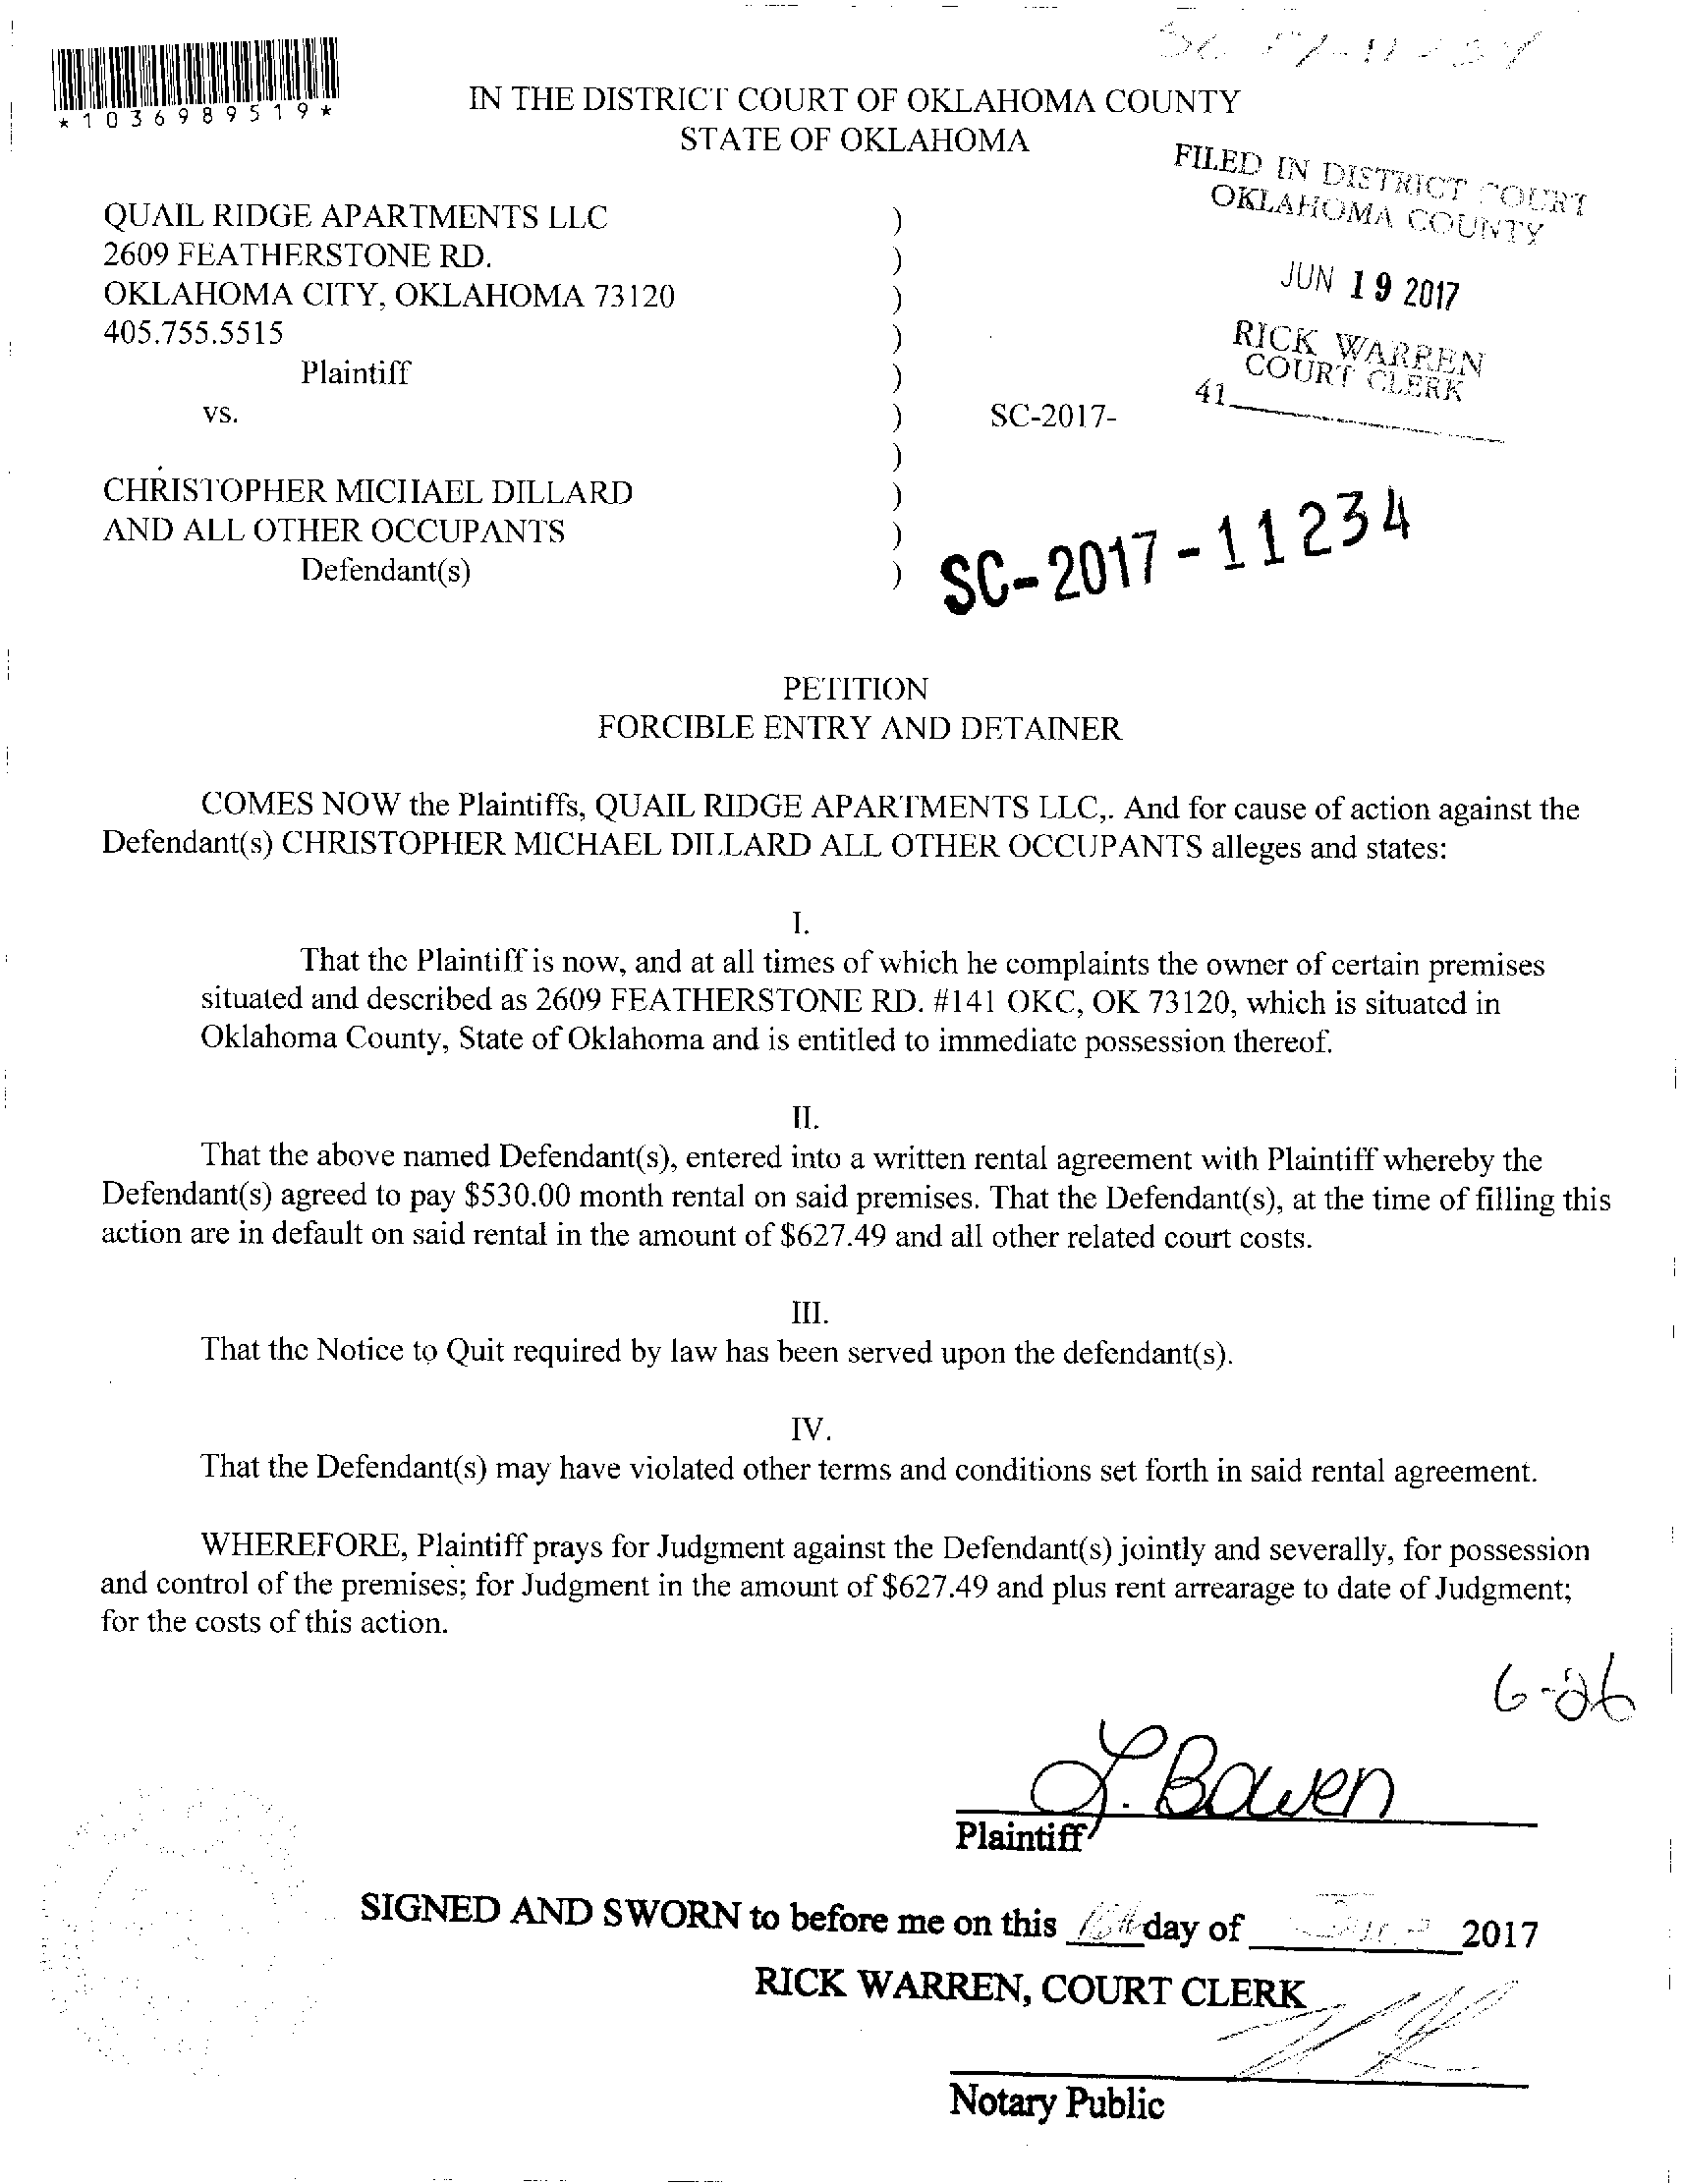 *1036989519*
IN THE DISTRICT COURT OF OKLAHOMA COUNTY
STATE OF OKLAHOMA
FILED IN DISTRICT COURT
OKLAHOMA COUNTY
JUN 19 2017
RICK WARREN
COURT CLERK
41
QUAIL RIDGE APARTMENTS LLC )
2609 FEATHERSTONE RD. )
OKLAHOMA CITY, OKLAHOMA 73120 )
405.755.5515 )
Plaintiff )
vs. ) SC-2017-
)
CHRISTOPHER MICHAEL DILLARD )
AND ALL OTHER OCCUPANTS )
Defendant(s) )
SC-2017-11234
PETITION
FORCIBLE ENTRY AND DETAINER
COMES NOW the Plaintiffs, QUAIL RIDGE APARTMENTS LLC,. And for cause of action against the
Defendant(s) CHRISTOPHER MICHAEL DILLARD ALL OTHER OCCUPANTS alleges and states:
I.
That the Plaintiff is now, and at all times of which he complaints the owner of certain premises
situated and described as 2609 FEATHERSTONE RD. #141 OKC, OK 73120, which is situated in
Oklahoma County, State of Oklahoma and is entitled to immediate possession thereof.
II.
That the above named Defendant(s), entered into a written rental agreement with Plaintiff whereby the
Defendant(s) agreed to pay $530.00 month rental on said premises. That the Defendant(s), at the time of filling this
action are in default on said rental in the amount of $627.49 and all other related court costs.
III.
That the Notice to Quit required by law has been served upon the defendant(s).
IV.
That the Defendant(s) may have violated other terms and conditions set forth in said rental agreement.
WHEREFORE, Plaintiff prays for Judgment against the Defendant(s) jointly and severally, for possession
and control of the premises; for Judgment in the amount of $627.49 and plus rent arrearage to date of Judgment;
for the costs of this action.
6-26
L. Bowen
Plaintiff
SIGNED AND SWORN to before me on this day of 2017
RICK WARREN, COURT CLERK
Notary Public